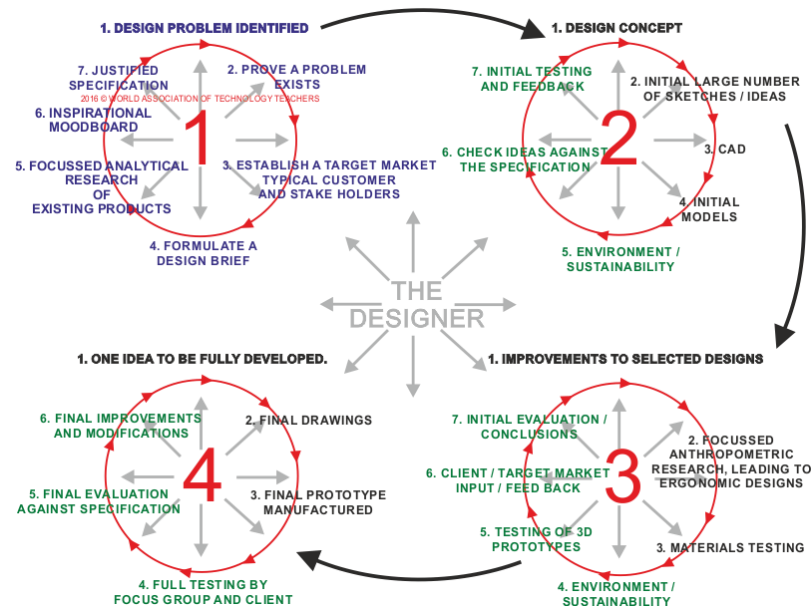 1. DESIGN PROBLEM IDENTIFIED
7. JUSTIFIED
SPECIFICATION
2. PROVE A PROBLEM
EXISTS
2016 © WORLD ASSOCIATION OF TECHNOLOGY TEACHERS
6. INSPIRATIONAL
MOODBOARD
1
5. FOCUSSED ANALYTICAL
RESEARCH
OF
EXISTING PRODUCTS
3. ESTABLISH A TARGET MARKET
TYPICAL CUSTOMER
AND STAKE HOLDERS
4. FORMULATE A
DESIGN BRIEF
1. DESIGN CONCEPT
7. INITIAL TESTING
AND FEEDBACK
2. INITIAL LARGE NUMBER
OF SKETCHES / IDEAS
2
6. CHECK IDEAS AGAINST
THE SPECIFICATION
3. CAD
4. INITIAL
MODELS
5. ENVIRONMENT /
SUSTAINABILITY
THE
DESIGNER
1. ONE IDEA TO BE FULLY DEVELOPED.
6. FINAL IMPROVEMENTS
AND MODIFICATIONS
2. FINAL DRAWINGS
4
5. FINAL EVALUATION
AGAINST SPECIFICATION
3. FINAL PROTOTYPE
MANUFACTURED
4. FULL TESTING BY
FOCUS GROUP AND CLIENT
1. IMPROVEMENTS TO SELECTED DESIGNS
7. INITIAL EVALUATION /
CONCLUSIONS
2. FOCUSSED
ANTHROPOMETRIC
RESEARCH, LEADING TO
ERGONOMIC DESIGNS
3
6. CLIENT / TARGET MARKET
INPUT / FEED BACK
5. TESTING OF 3D
PROTOTYPES
3. MATERIALS TESTING
4. ENVIRONMENT /
SUSTAINABILITY